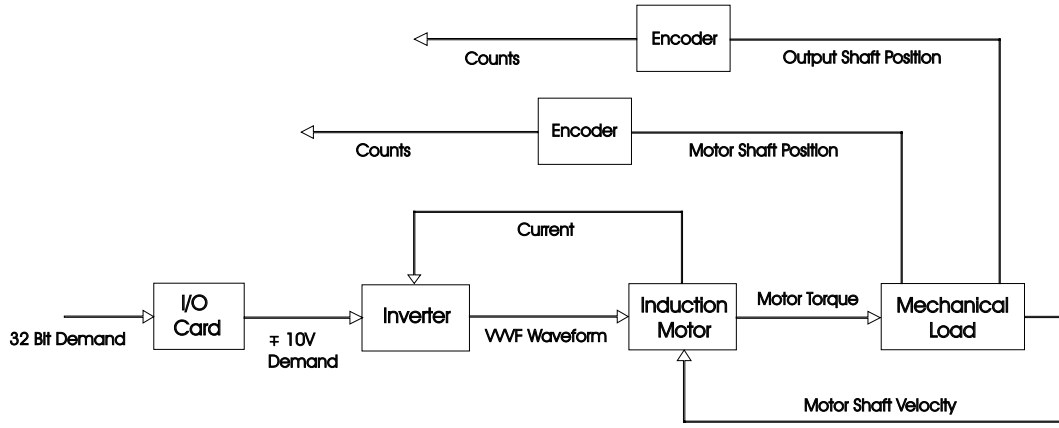 Encoder
Counts
Output Shaft Position
Encoder
Counts
Motor Shaft Position
Current
I/O
Card
Inverter
Induction
Motor
Motor Torque
Mechanical
Load
32 Bit Demand
∓ 10V
Demand
VVVF Waveform
Motor Shaft Velocity